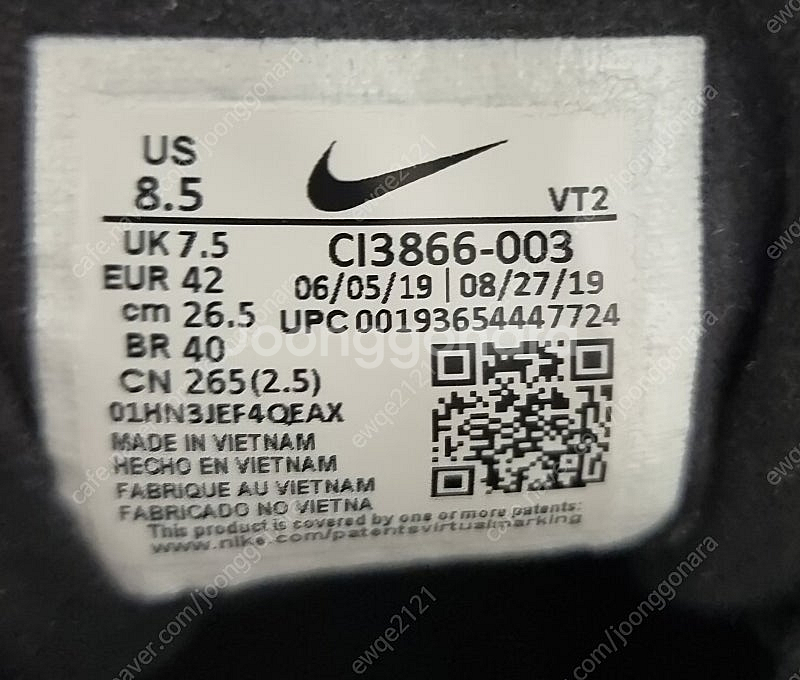 US
8.5
VT2
UK 7.5
CI3866-003
EUR 42
06/05/19 | 08/27/19
cm 26.5
UPC 00193654447724
BR 40
CN 265(2.5)
01HN3JEF4QEAX
MADE IN VIETNAM
HECHO EN VIETNAM
FABRIQUE AU VIETNAM
FABRICADO NO VIETNA
This product is covered by one or more patents:
www.nike.com/patentsvirtualmarking
Joonggonara
cafe.naver.com/joonggonara
ewqe2121